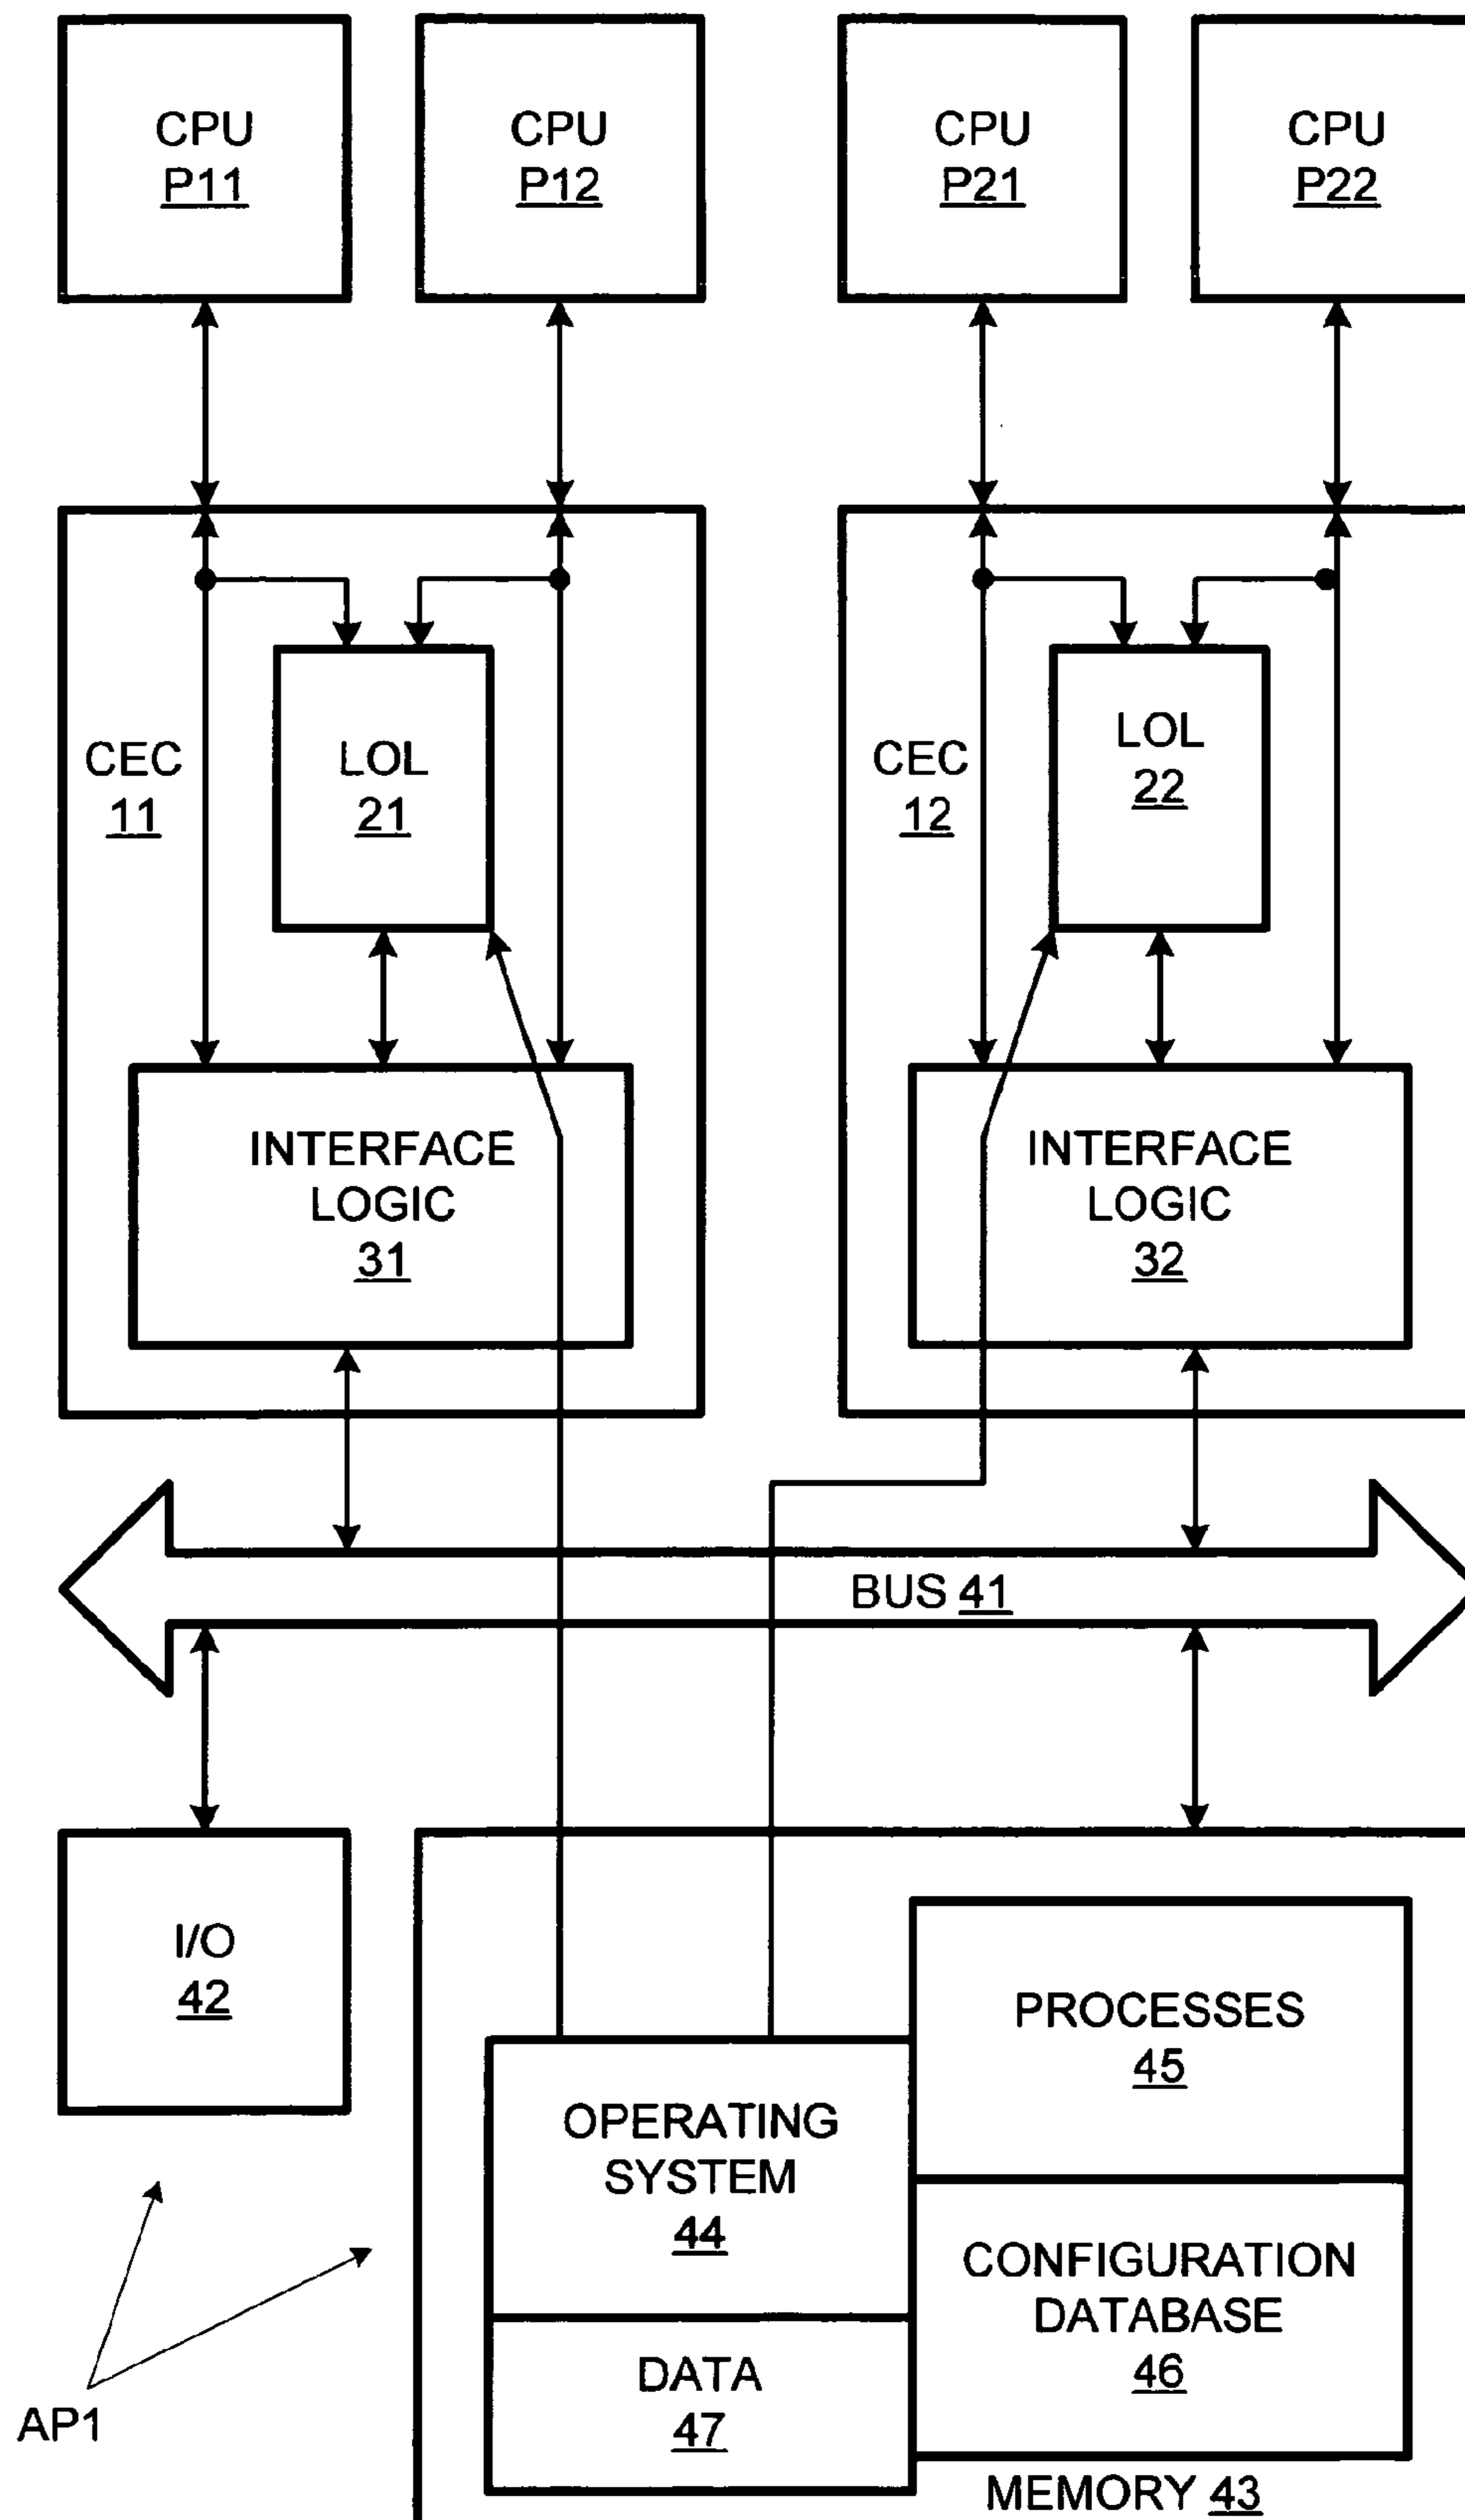 CPU
P11
CPU
P12
CPU
P21
CPU
P22
CEC
11
LOL
21
CEC
12
LOL
22
INTERFACE
LOGIC
31
INTERFACE
LOGIC
32
BUS 41
I/O
42
PROCESSES
45
OPERATING
SYSTEM
44
CONFIGURATION
DATABASE
46
DATA
47
MEMORY 43
AP1